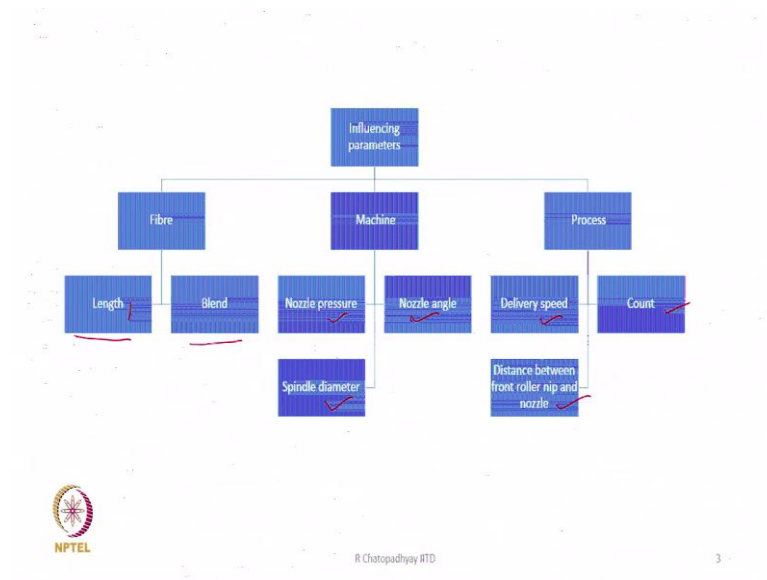 Influencing
parameters
Fibre
Machine
Process
Length
Blend
Nozzle pressure
Nozzle angle
Delivery speed
Count
Spindle diameter
Distance between
front roller nip and
nozzle
NPTEL
R Chatopadhyay IITD
3